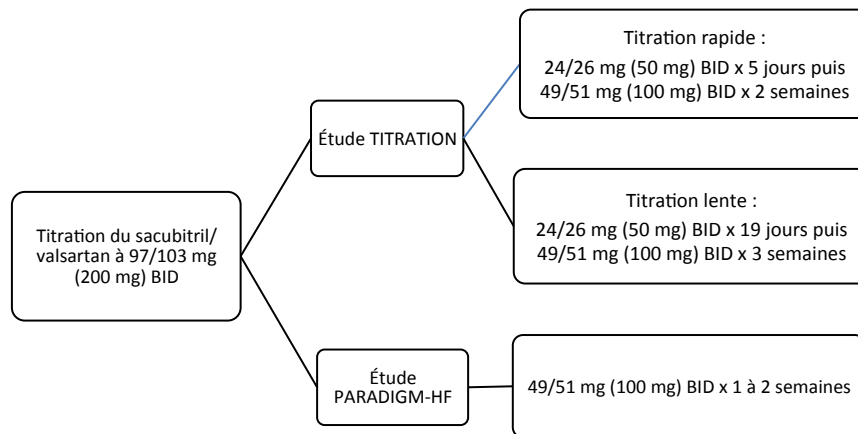 Titration du sacubitril/
valsartan à 97/103 mg
(200 mg) BID
Étude TITRATION
Titration rapide :
24/26 mg (50 mg) BID x 5 jours puis
49/51 mg (100 mg) BID x 2 semaines
Titration lente :
24/26 mg (50 mg) BID x 19 jours puis
49/51 mg (100 mg) BID x 3 semaines
Étude
PARADIGM-HF
49/51 mg (100 mg) BID x 1 à 2 semaines